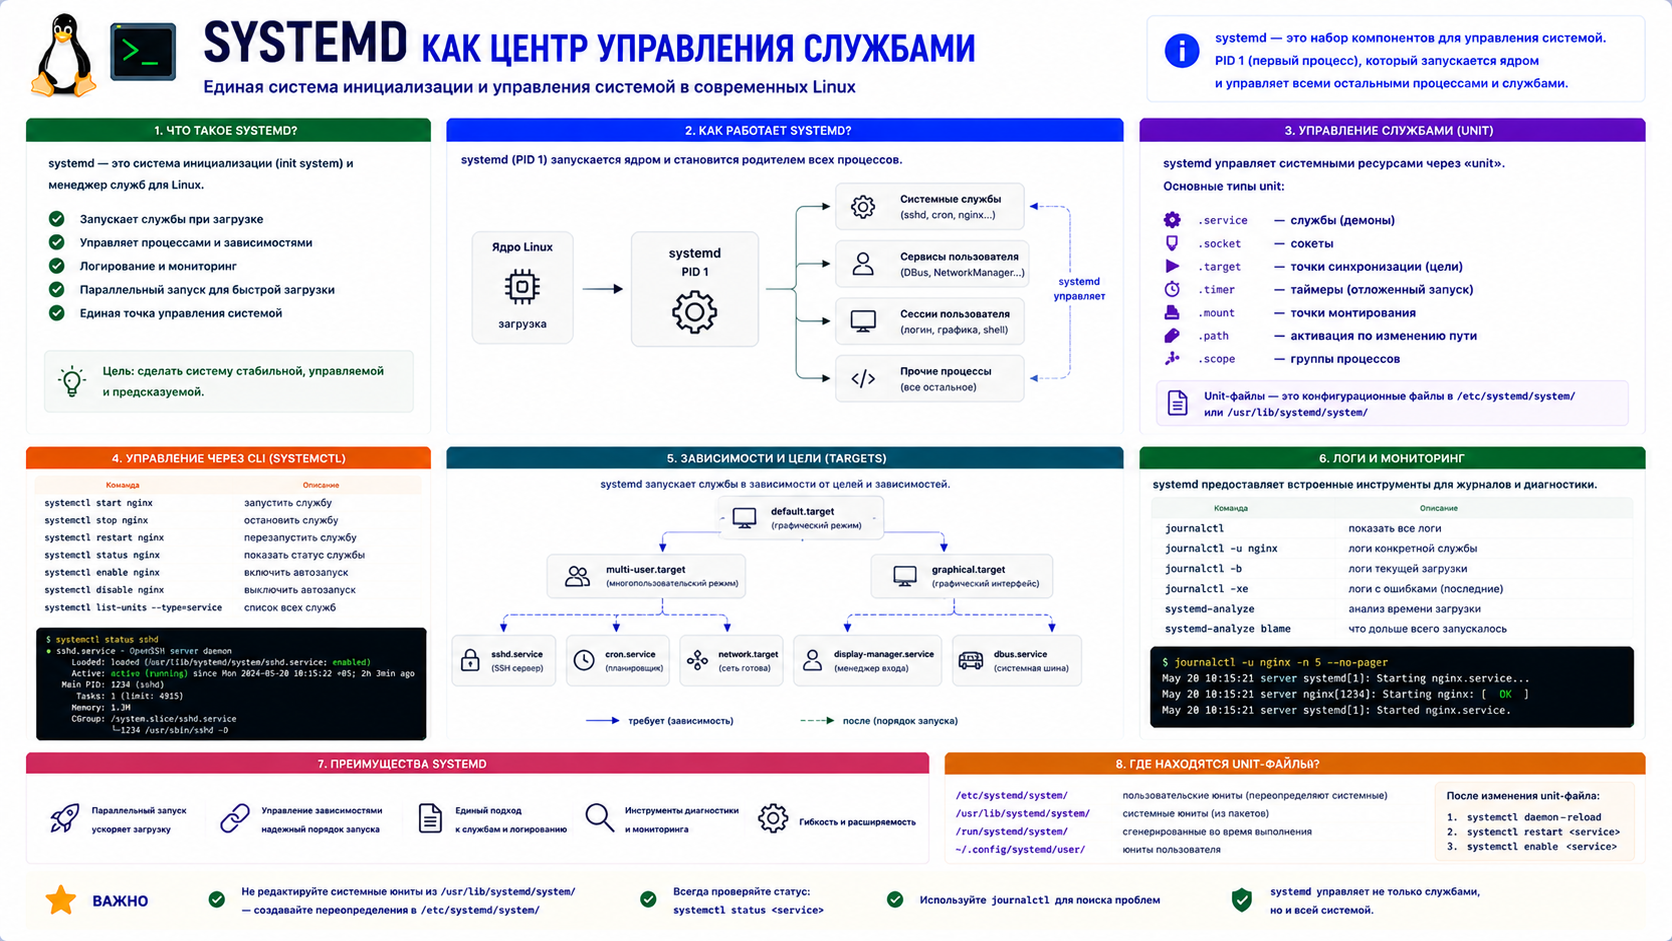 >_
SYSTEMD КАК ЦЕНТР УПРАВЛЕНИЯ СЛУЖБАМИ
Единая система инициализации и управления системой в современных Linux
systemd — это набор компонентов для управления системой.
PID 1 (первый процесс), который запускается ядром
и управляет всеми остальными процессами и службами.
1. ЧТО ТАКОЕ SYSTEMD?
systemd — это система инициализации (init system) и
менеджер служб для Linux.
Запускает службы при загрузке
Управляет процессами и зависимостями
Логирование и мониторинг
Параллельный запуск для быстрой загрузки
Единая точка управления системой
Цель: сделать систему стабильной, управляемой
и предсказуемой.
2. КАК РАБОТАЕТ SYSTEMD?
systemd (PID 1) запускается ядром и становится родителем всех процессов.
Ядро Linux
загрузка
systemd
PID 1
Системные службы
(sshd, cron, nginx...)
Сервисы пользователя
(DBus, NetworkManager...)
Сессии пользователя
(логин, графика, shell)
Прочие процессы
(все остальное)
systemd
управляет
3. УПРАВЛЕНИЕ СЛУЖБАМИ (UNIT)
systemd управляет системными ресурсами через «unit».
Основные типы unit:
.service — службы (демоны)
.socket — сокеты
.target — точки синхронизации (цели)
.timer — таймеры (отложенный запуск)
.mount — точки монтирования
.path — активация по изменению пути
.scope — группы процессов
Unit-файлы — это конфигурационные файлы в /etc/systemd/system/
или /usr/lib/systemd/system/
4. УПРАВЛЕНИЕ ЧЕРЕЗ CLI (SYSTEMCTL)
Команда Описание
systemctl start nginx запустить службу
systemctl stop nginx остановить службу
systemctl restart nginx перезапустить службу
systemctl status nginx показать статус службы
systemctl enable nginx включить автозапуск
systemctl disable nginx выключить автозапуск
systemctl list-units --type=service список всех служб
$ systemctl status sshd
● sshd.service - OpenSSH server daemon
Loaded: loaded (/usr/lib/systemd/system/sshd.service; enabled)
Active: active (running) since Mon 2024-05-20 10:15:22 +05; 2h 3min ago
Main PID: 1234 (sshd)
Tasks: 1 (limit: 4915)
Memory: 1.3M
CGroup: /system.slice/sshd.service
└─1234 /usr/sbin/sshd -D
5. ЗАВИСИМОСТИ И ЦЕЛИ (TARGETS)
systemd запускает службы в зависимости от целей и зависимостей.
default.target
(графический режим)
multi-user.target
(многопользовательский режим)
graphical.target
(графический интерфейс)
sshd.service
(SSH сервер)
cron.service
(планировщик)
network.target
(сеть готова)
display-manager.service
(менеджер входа)
dbus.service
(системная шина)
требует (зависимость)
после (порядок запуска)
6. ЛОГИ И МОНИТОРИНГ
systemd предоставляет встроенные инструменты для журналов и диагностики.
Команда Описание
journalctl показать все логи
journalctl -u nginx логи конкретной службы
journalctl -b логи текущей загрузки
journalctl -xe логи с ошибками (последние)
systemd-analyze анализ времени загрузки
systemd-analyze blame что дольше всего запускалось
$ journalctl -u nginx -n 5 --no-pager
May 20 10:15:21 server systemd[1]: Starting nginx.service...
May 20 10:15:21 server nginx[1234]: Starting nginx: [ OK ]
May 20 10:15:21 server systemd[1]: Started nginx.service.
7. ПРЕИМУЩЕСТВА SYSTEMD
Параллельный запуск
ускоряет загрузку
Управление зависимостями
надежный порядок запуска
Единый подход
к службам и логированию
Инструменты диагностики
и мониторинга
Гибкость и расширяемость
8. ГДЕ НАХОДЯТСЯ UNIT-ФАЙЛЫ?
/etc/systemd/system/ пользовательские юниты (переопределяют системные)
/usr/lib/systemd/system/ системные юниты (из пакетов)
/run/systemd/system/ сгенерированные во время выполнения
~/.config/systemd/user/ юниты пользователя
После изменения unit-файла:
1. systemctl daemon-reload
2. systemctl restart <service>
3. systemctl enable <service>
ВАЖНО
Не редактируйте системные юниты из /usr/lib/systemd/system/
— создавайте переопределения в /etc/systemd/system/
Всегда проверяйте статус:
systemctl status <service>
Используйте journalctl для поиска проблем
systemd управляет не только службами,
но и всей системой.